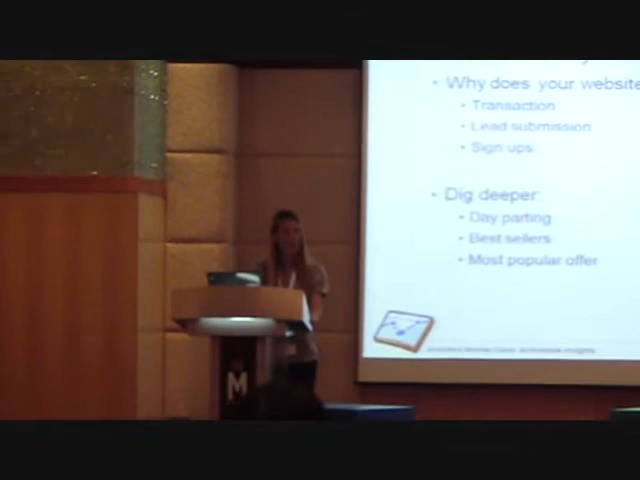 • Why does your website
• Transaction
• Lead submission
• Sign ups
• Dig deeper:
• Day parting
• Best sellers
• Most popular offer
M